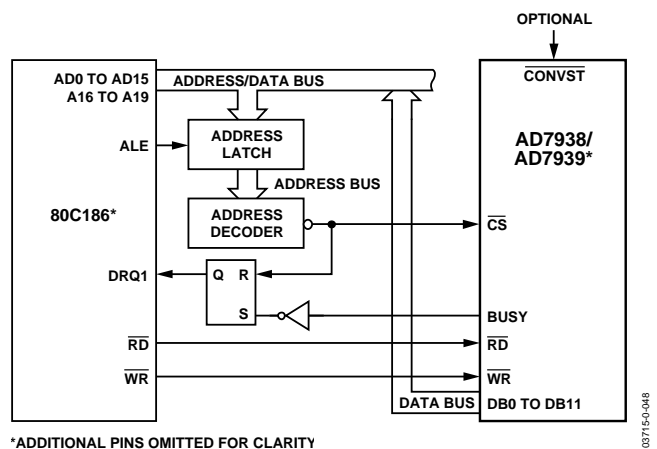 OPTIONAL
AD0 TO AD15
A16 TO A19
ADDRESS/DATA BUS
CONVST
ALE
ADDRESS
LATCH
AD7938/
AD7939*
ADDRESS BUS
80C186*
ADDRESS
DECODER
CS
DRQ1
Q R
S
BUSY
RD
RD
WR
WR
DATA BUS
DB0 TO DB11
*ADDITIONAL PINS OMITTED FOR CLARITY
03715-0-048